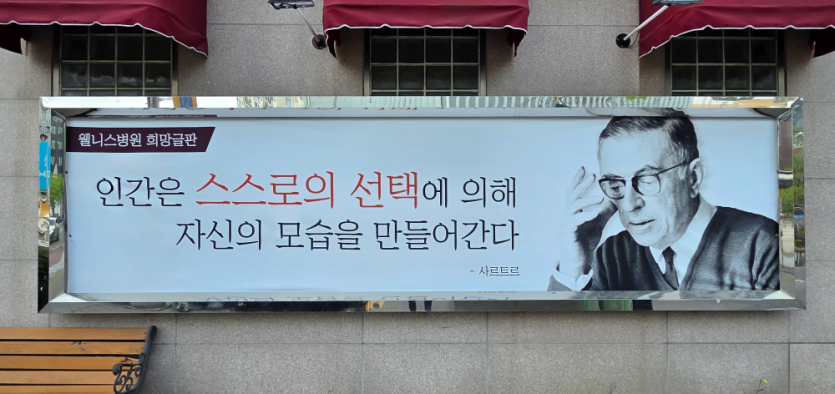 웰니스병원 희망글판
인간은 스스로의 선택에 의해
자신의 모습을 만들어간다
- 사르트르